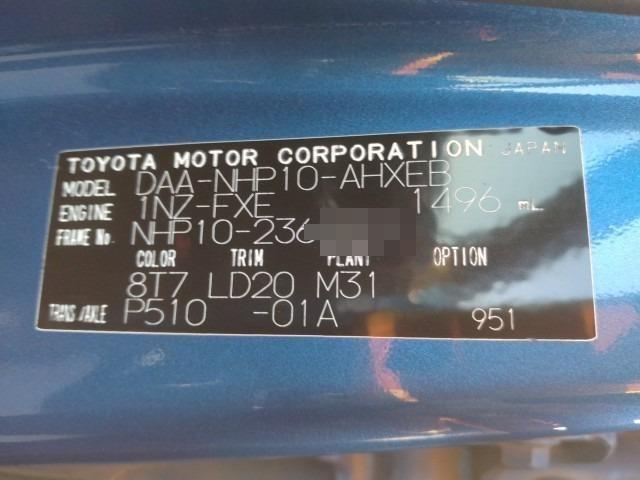 TOYOTA MOTOR CORPORATION JAPAN
MODEL DAA-NHP10-AHXEB
ENGINE 1NZ-FXE 1496 mL
FRAME No. NHP10-236
COLOR TRIM PLANT OPTION
8T7 LD20 M31
TRANS/AXLE P510 -01A 951